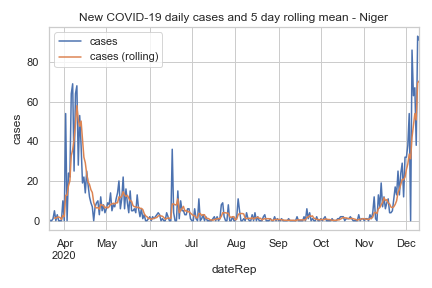 New COVID-19 daily cases and 5 day rolling mean - Niger
cases
cases (rolling)
80
60
40
20
0
cases
Apr May Jun Jul Aug Sep Oct Nov Dec
2020
dateRep